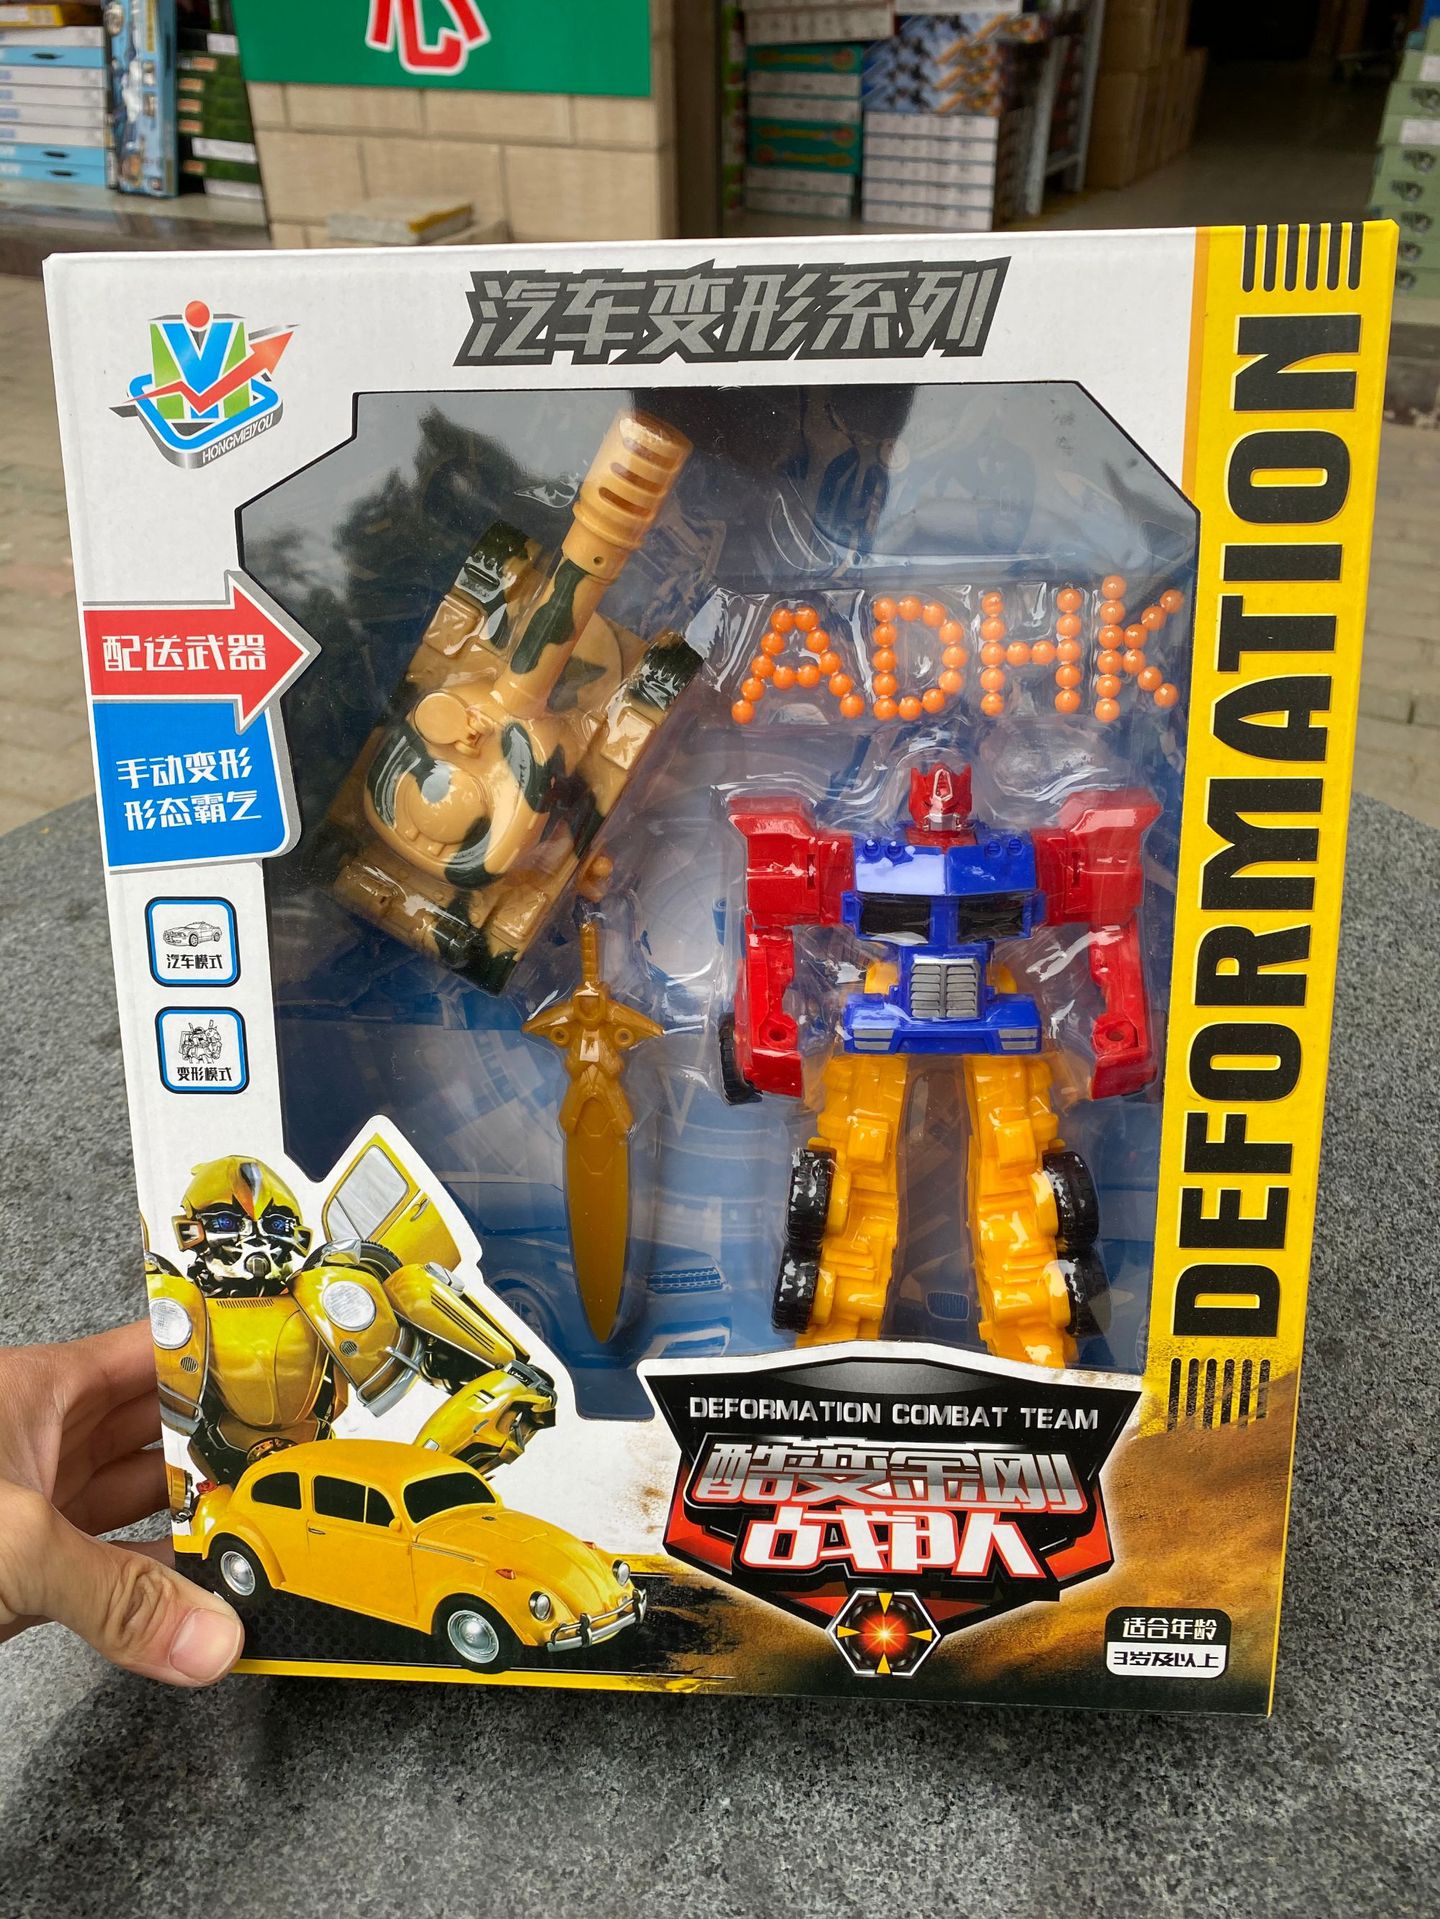 心
汽车变形系列
HONGMEIYOU
配送武器
手动变形
形态霸气
汽车模式
变形模式
ADHK
DEFORMATION
DEFORMATION COMBAT TEAM
酷变金刚
战队
适合年龄
3岁及以上